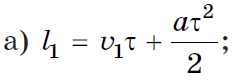 а) l₁ = υ₁τ + aτ²/2;